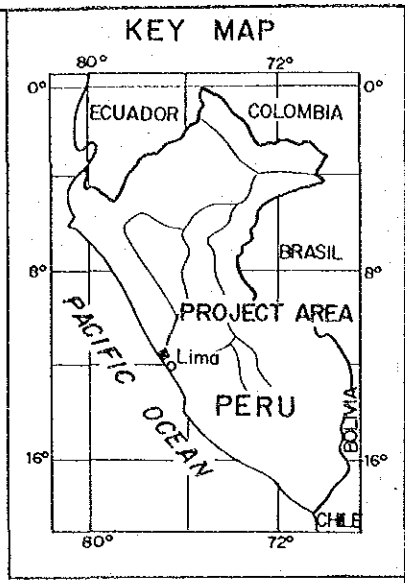 KEY MAP
80° 72°
0° 0°
ECUADOR COLOMBIA
BRASIL
8° 8°
PROJECT AREA
Lima
PERU
PACIFIC OCEAN
BOLIVIA
16° 16°
CHILE
80° 72°